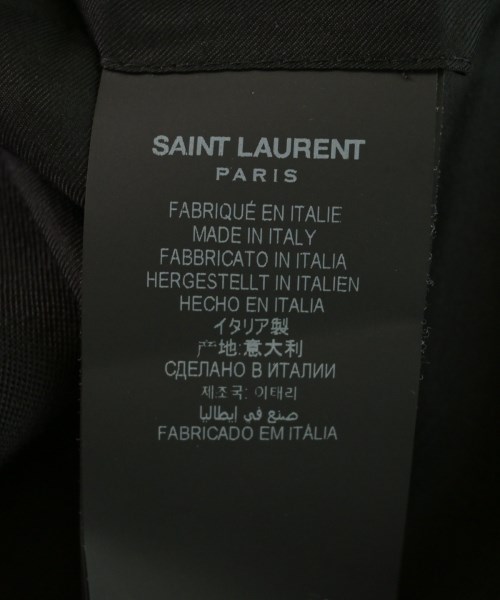 SAINT LAURENT
PARIS
FABRIQUÉ EN ITALIE
MADE IN ITALY
FABBRICATO IN ITALIA
HERGESTELLT IN ITALIEN
HECHO EN ITALIA
イタリア製
产地:意大利
СДЕЛАНО В ИТАЛИИ
제조국: 이태리
صنع في إيطاليا
FABRICADO EM ITÀLIA